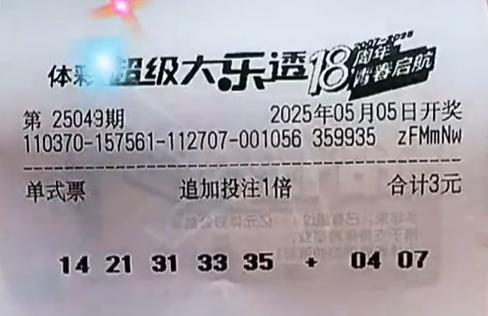 体彩 超级大乐透 18周年 2007-2025 青春启航
第 25049期 2025年05月05日开奖
110370-157561-112707-001056 359935 zFMmNw
单式票 追加投注1倍 合计3元
14 21 31 33 35 + 04 07